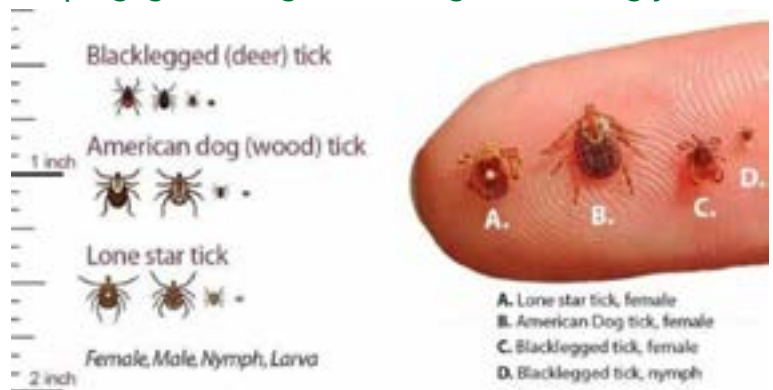 Blacklegged (deer) tick
1 inch
American dog (wood) tick
Lone star tick
Female, Male, Nymph, Larva
2 inch
A.
B.
C.
D.
A. Lone star tick, female
B. American Dog tick, female
C. Blacklegged tick, female
D. Blacklegged tick, nymph